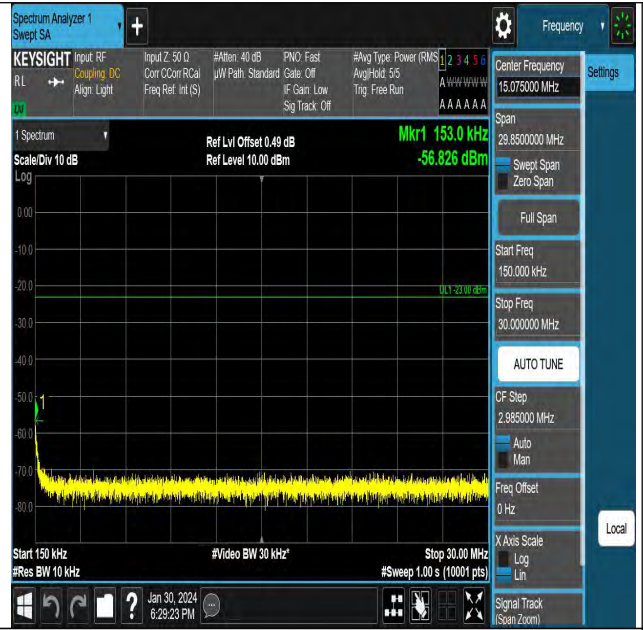 Spectrum Analyzer 1
Swept SA
+
Frequency
KEYSIGHT
RL
LXI
Input: RF
Coupling: DC
Align: Light
Input Z: 50 Ω
Corr CCorr RCal
Freq Ref: Int (S)
#Atten: 40 dB
µW Path: Standard
PNO: Fast
Gate: Off
IF Gain: Low
Sig Track: Off
#Avg Type: Power (RMS
Avg|Hold: 5/5
Trig: Free Run
1 2 3 4 5 6
A W W W W W
A A A A A A
1 Spectrum
Scale/Div 10 dB
Log
Ref Lvl Offset 0.49 dB
Ref Level 10.00 dBm
Mkr1 153.0 kHz
-56.826 dBm
0.00
-10.0
-20.0
DL1 -23.00 dBm
-30.0
-40.0
-50.0
1
-60.0
-70.0
-80.0
Start 150 kHz
#Res BW 10 kHz
#Video BW 30 kHz*
Stop 30.00 MHz
#Sweep 1.00 s (10001 pts)
Jan 30, 2024
6:29:23 PM
?
Center Frequency
15.075000 MHz
Span
29.8500000 MHz
Swept Span
Zero Span
Full Span
Start Freq
150.000 kHz
Stop Freq
30.000000 MHz
AUTO TUNE
CF Step
2.985000 MHz
Auto
Man
Freq Offset
0 Hz
X Axis Scale
Log
Lin
Signal Track
(Span Zoom)
Settings
Local